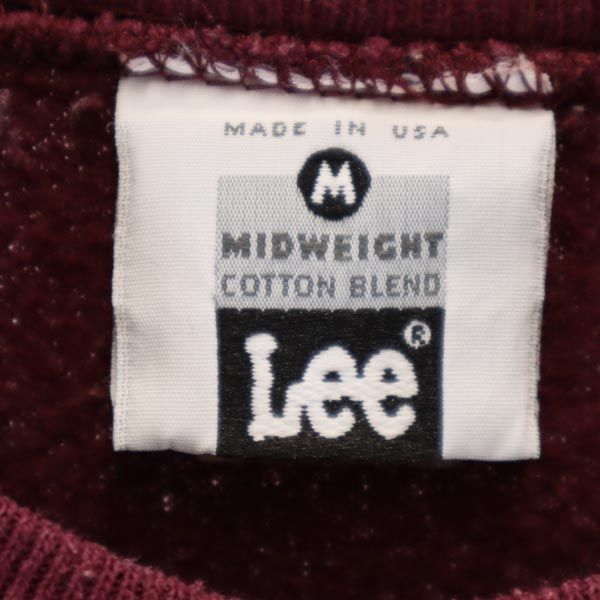 MADE IN USA
M
MIDWEIGHT
COTTON BLEND
Lee®